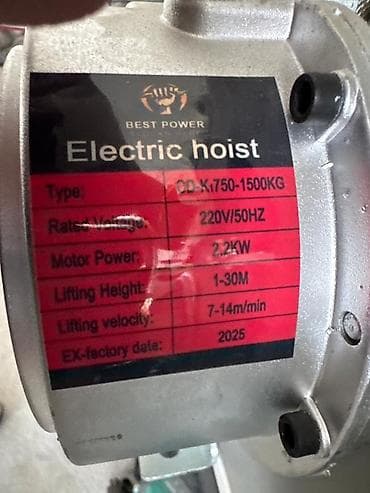 BEST POWER
Electric hoist
Type: CD-K1750-1500KG
Rated Voltage: 220V/50HZ
Motor Power: 2.2KW
Lifting Height: 1-30M
Lifting velocity: 7-14m/min
EX-factory date: 2025